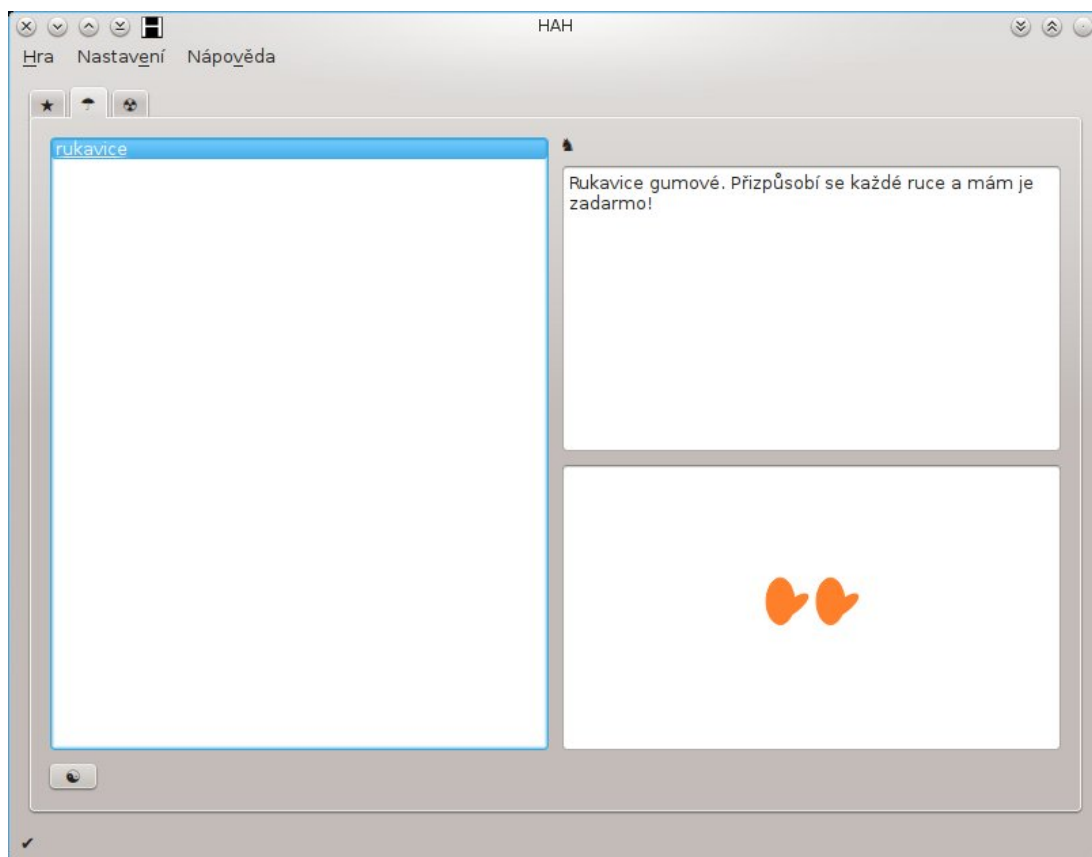 HAH
Hra Nastavení Nápověda
rukavice
Rukavice gumové. Přizpůsobí se každé ruce a mám je
zadarmo!